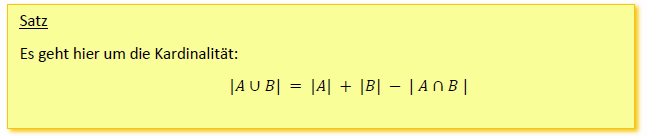 Satz
Es geht hier um die Kardinalität:
|A ∪ B| = |A| + |B| − | A ∩ B |